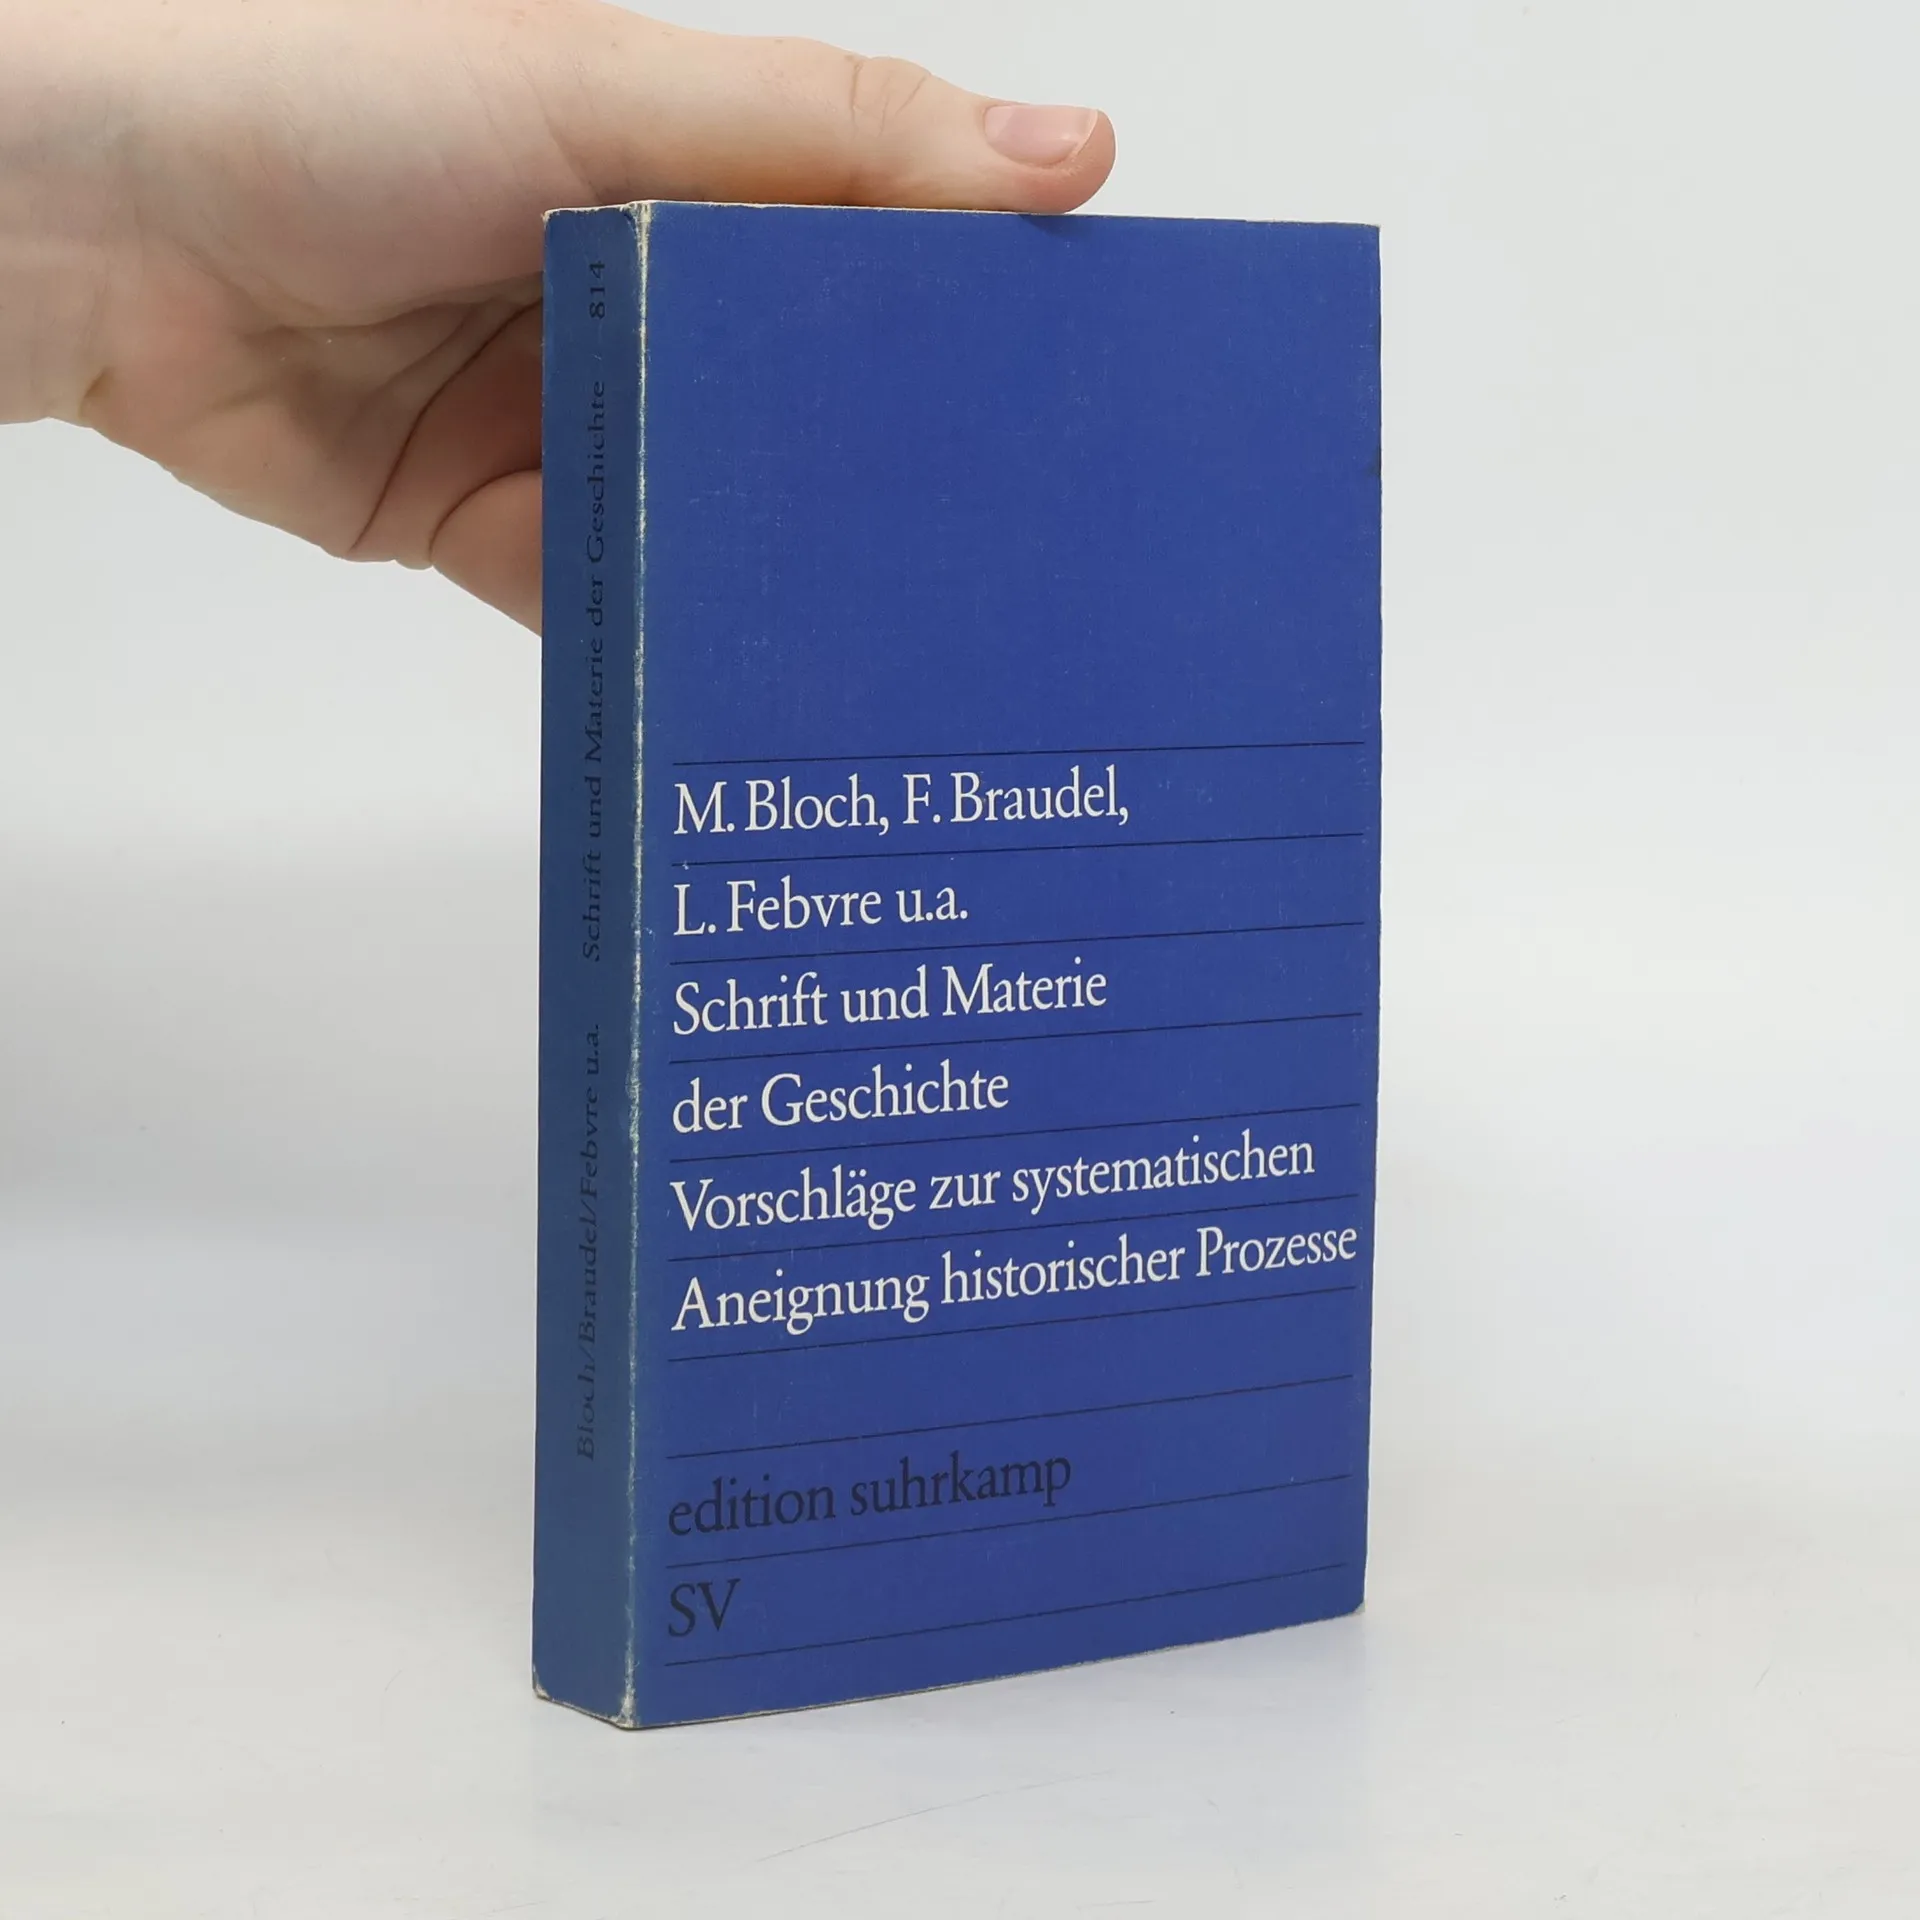 Bloch/Braudel/Febvre u.a. Schrift und Materie der Geschichte / 814
M. Bloch, F. Braudel,
L. Febvre u.a.
Schrift und Materie
der Geschichte
Vorschläge zur systematischen
Aneignung historischer Prozesse
edition suhrkamp
SV